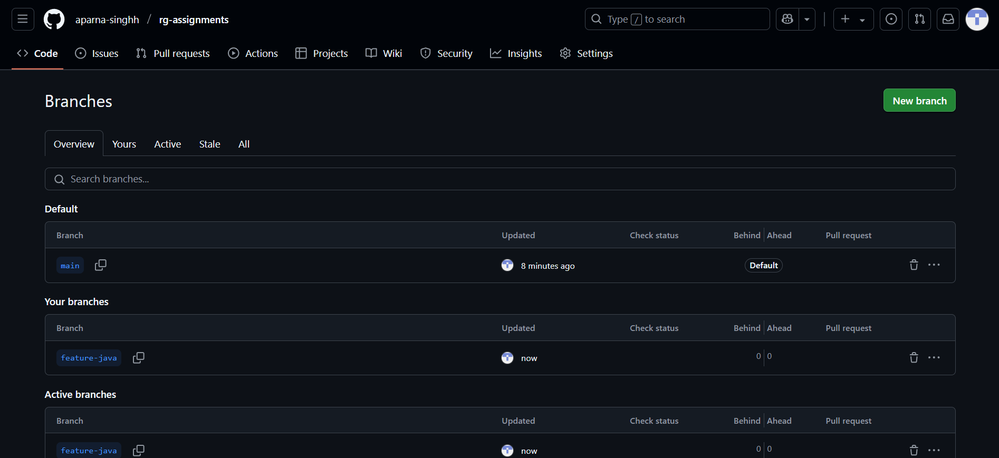 aparna-singhh / rg-assignments Type / to search
Code Issues Pull requests Actions Projects Wiki Security Insights Settings
Branches New branch
Overview Yours Active Stale All
Search branches...
Default
Branch Updated Check status Behind Ahead Pull request
main 8 minutes ago Default
Your branches
Branch Updated Check status Behind Ahead Pull request
feature-java now 0 0
Active branches
Branch Updated Check status Behind Ahead Pull request
feature-java now 0 0